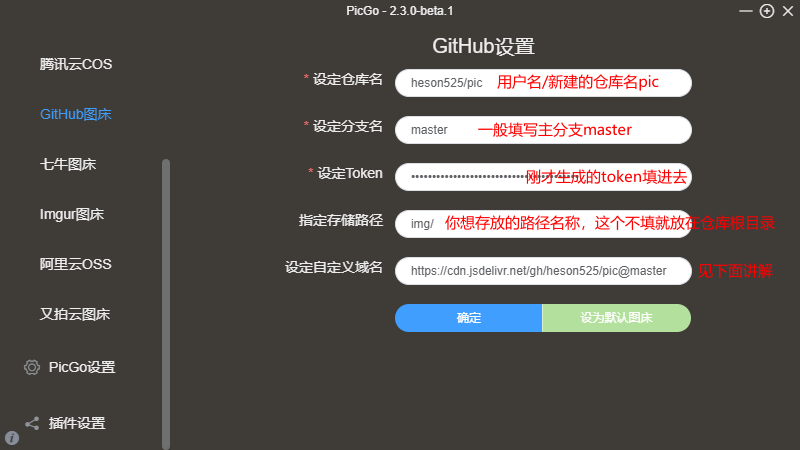 PicGo - 2.3.0-beta.1
腾讯云COS
GitHub图床
七牛图床
Imgur图床
阿里云OSS
又拍云图床
PicGo设置
插件设置
GitHub设置
* 设定仓库名 heson525/pic 用户名/新建的仓库名pic
* 设定分支名 master 一般填写主分支master
* 设定Token 刚才生成的token填进去
指定存储路径 img/ 你想存放的路径名称，这个不填就放在仓库根目录
设定自定义域名 https://cdn.jsdelivr.net/gh/heson525/pic@master 见下面讲解
确定 设为默认图床